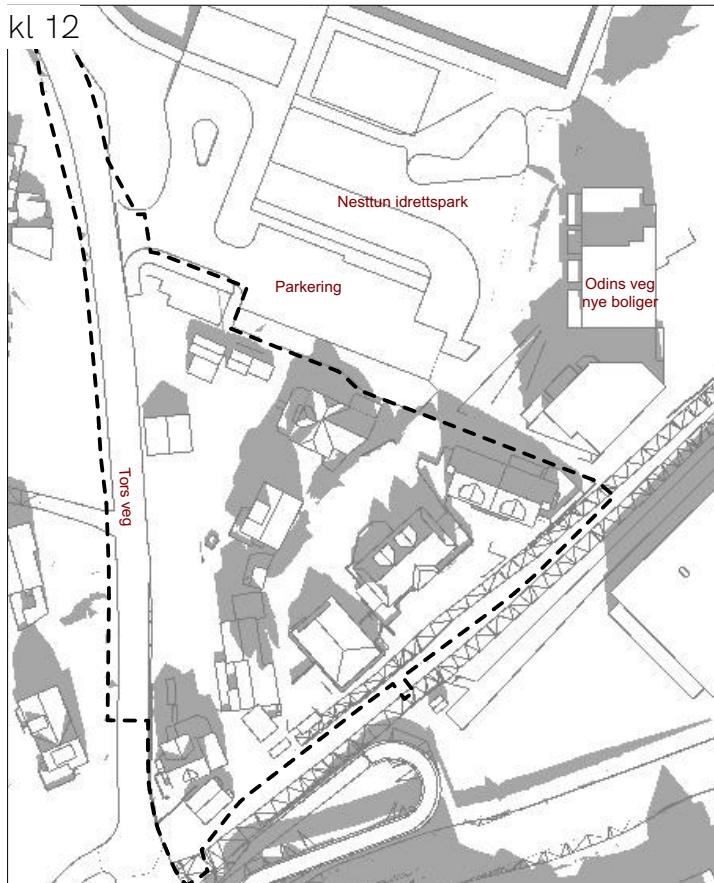 kl 12
Nesttun idrettspark
Parkering
Odins veg
nye boliger
Tors veg